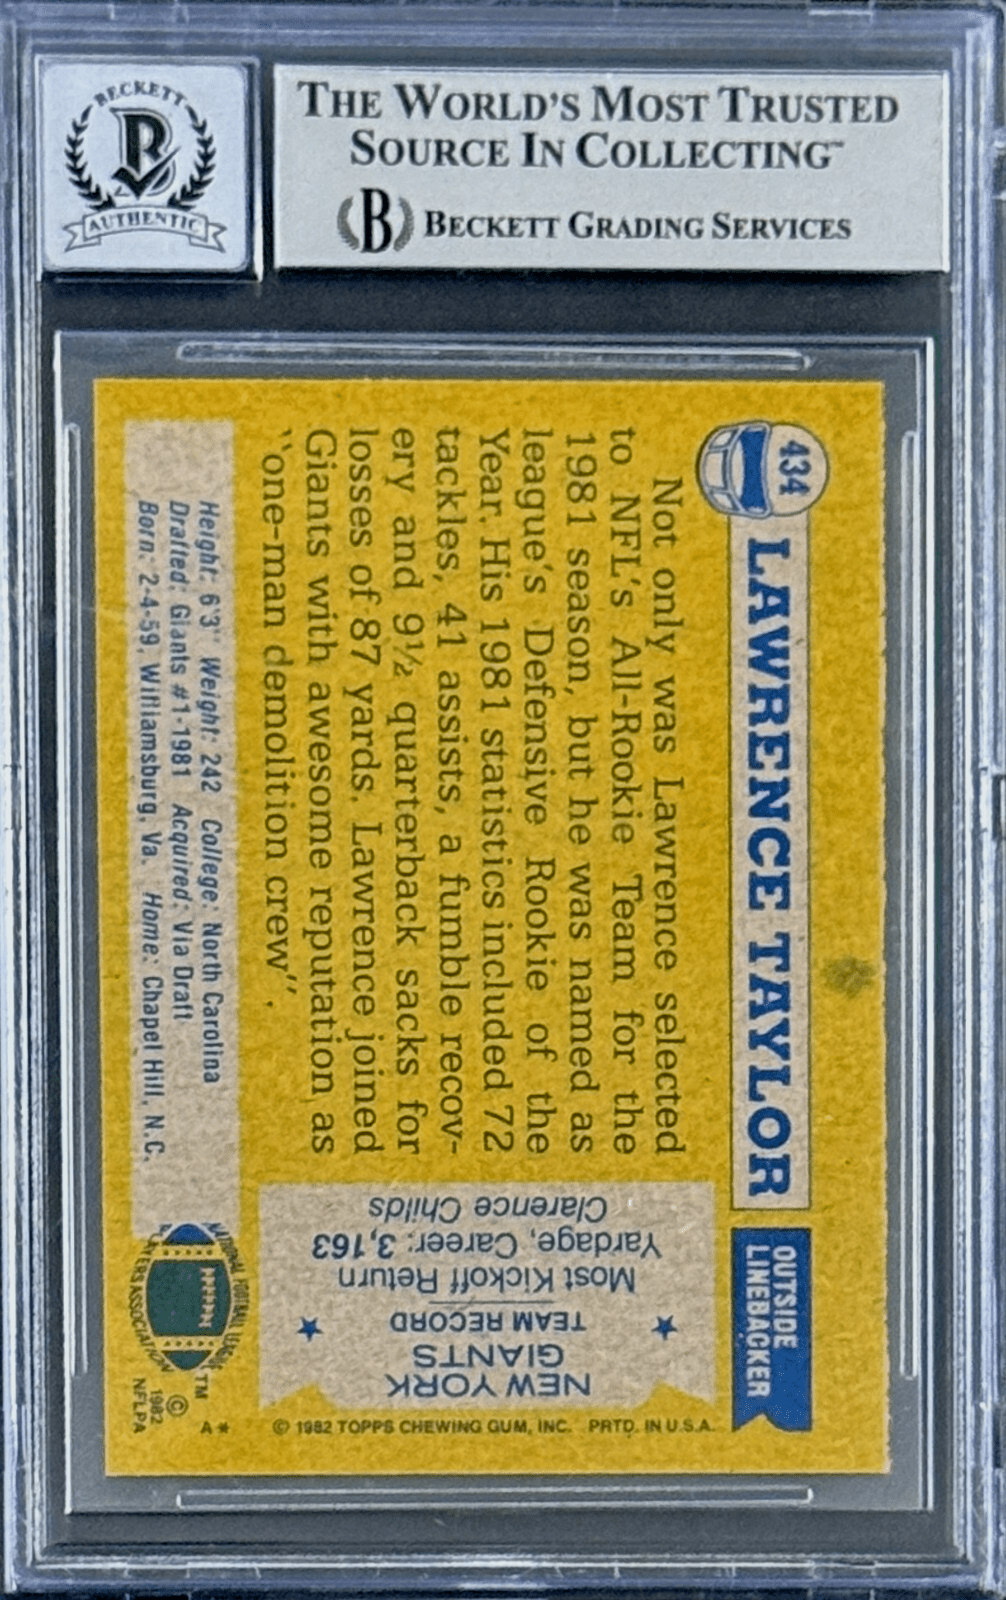 BECKETT
B
AUTHENTIC
THE WORLD'S MOST TRUSTED
SOURCE IN COLLECTING™
B BECKETT GRADING SERVICES
434
LAWRENCE TAYLOR
OUTSIDE
LINEBACKER
Not only was Lawrence selected
to NFL's All-Rookie Team for the
1981 season, but he was named as
league's Defensive Rookie of the
Year. His 1981 statistics included 72
tackles, 41 assists, a fumble recov-
ery and 9½ quarterback sacks for
losses of 87 yards. Lawrence joined
Giants with awesome reputation as
"one-man demolition crew".
Height: 6'3" Weight: 242 College: North Carolina
Drafted: Giants #1-1981 Acquired: Via Draft
Born: 2-4-59, Williamsburg, Va. Home: Chapel Hill, N.C.
NEW YORK
GIANTS
TEAM RECORD
Most Kickoff Return
Yardage, Career: 3,163
Clarence Childs
NATIONAL FOOTBALL LEAGUE
PLAYERS ASSOCIATION
TM
©
1982
NFLPA
A*
© 1982 TOPPS CHEWING GUM, INC. PRTD. IN U.S.A.